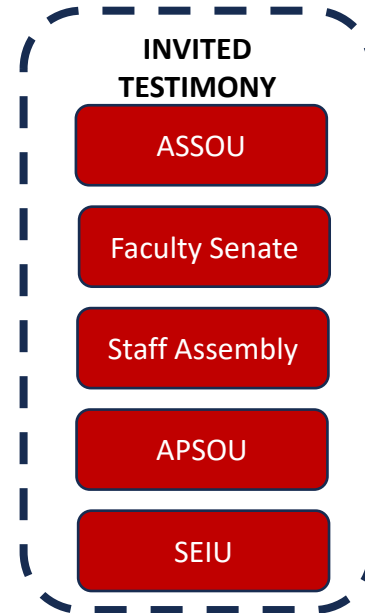 INVITED
TESTIMONY
ASSOU
Faculty Senate
Staff Assembly
APSOU
SEIU